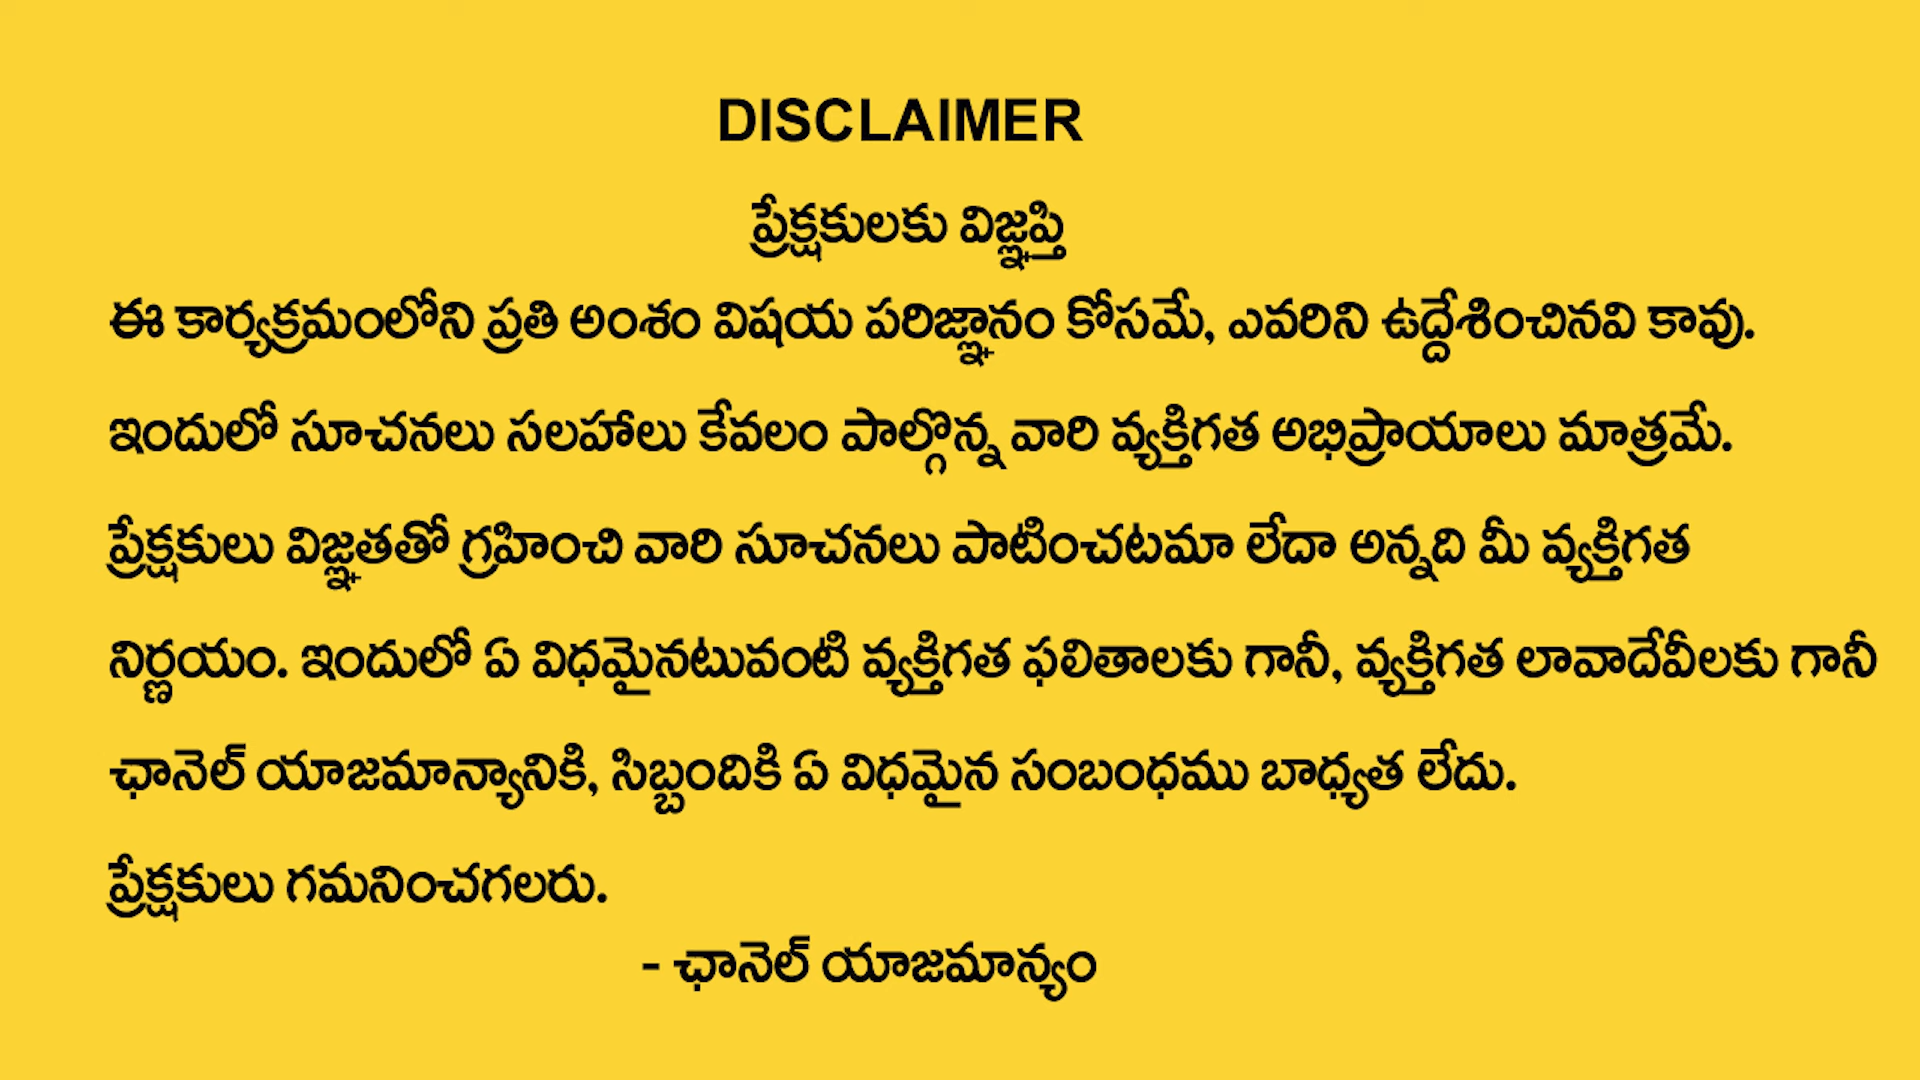 DISCLAIMER
ప్రేక్షకులకు విజ్ఞప్తి
ఈ కార్యక్రమంలోని ప్రతి అంశం విషయ పరిజ్ఞానం కోసమే, ఎవరిని ఉద్దేశించినవి కావు.
ఇందులో సూచనలు సలహాలు కేవలం పాల్గొన్న వారి వ్యక్తిగత అభిప్రాయాలు మాత్రమే.
ప్రేక్షకులు విజ్ఞతతో గ్రహించి వారి సూచనలు పాటించటమా లేదా అన్నది మీ వ్యక్తిగత
నిర్ణయం. ఇందులో ఏ విధమైనటువంటి వ్యక్తిగత ఫలితాలకు గానీ, వ్యక్తిగత లావాదేవీలకు గానీ
ఛానెల్ యాజమాన్యానికి, సిబ్బందికి ఏ విధమైన సంబంధము బాధ్యత లేదు.
ప్రేక్షకులు గమనించగలరు.
- ఛానెల్ యాజమాన్యం